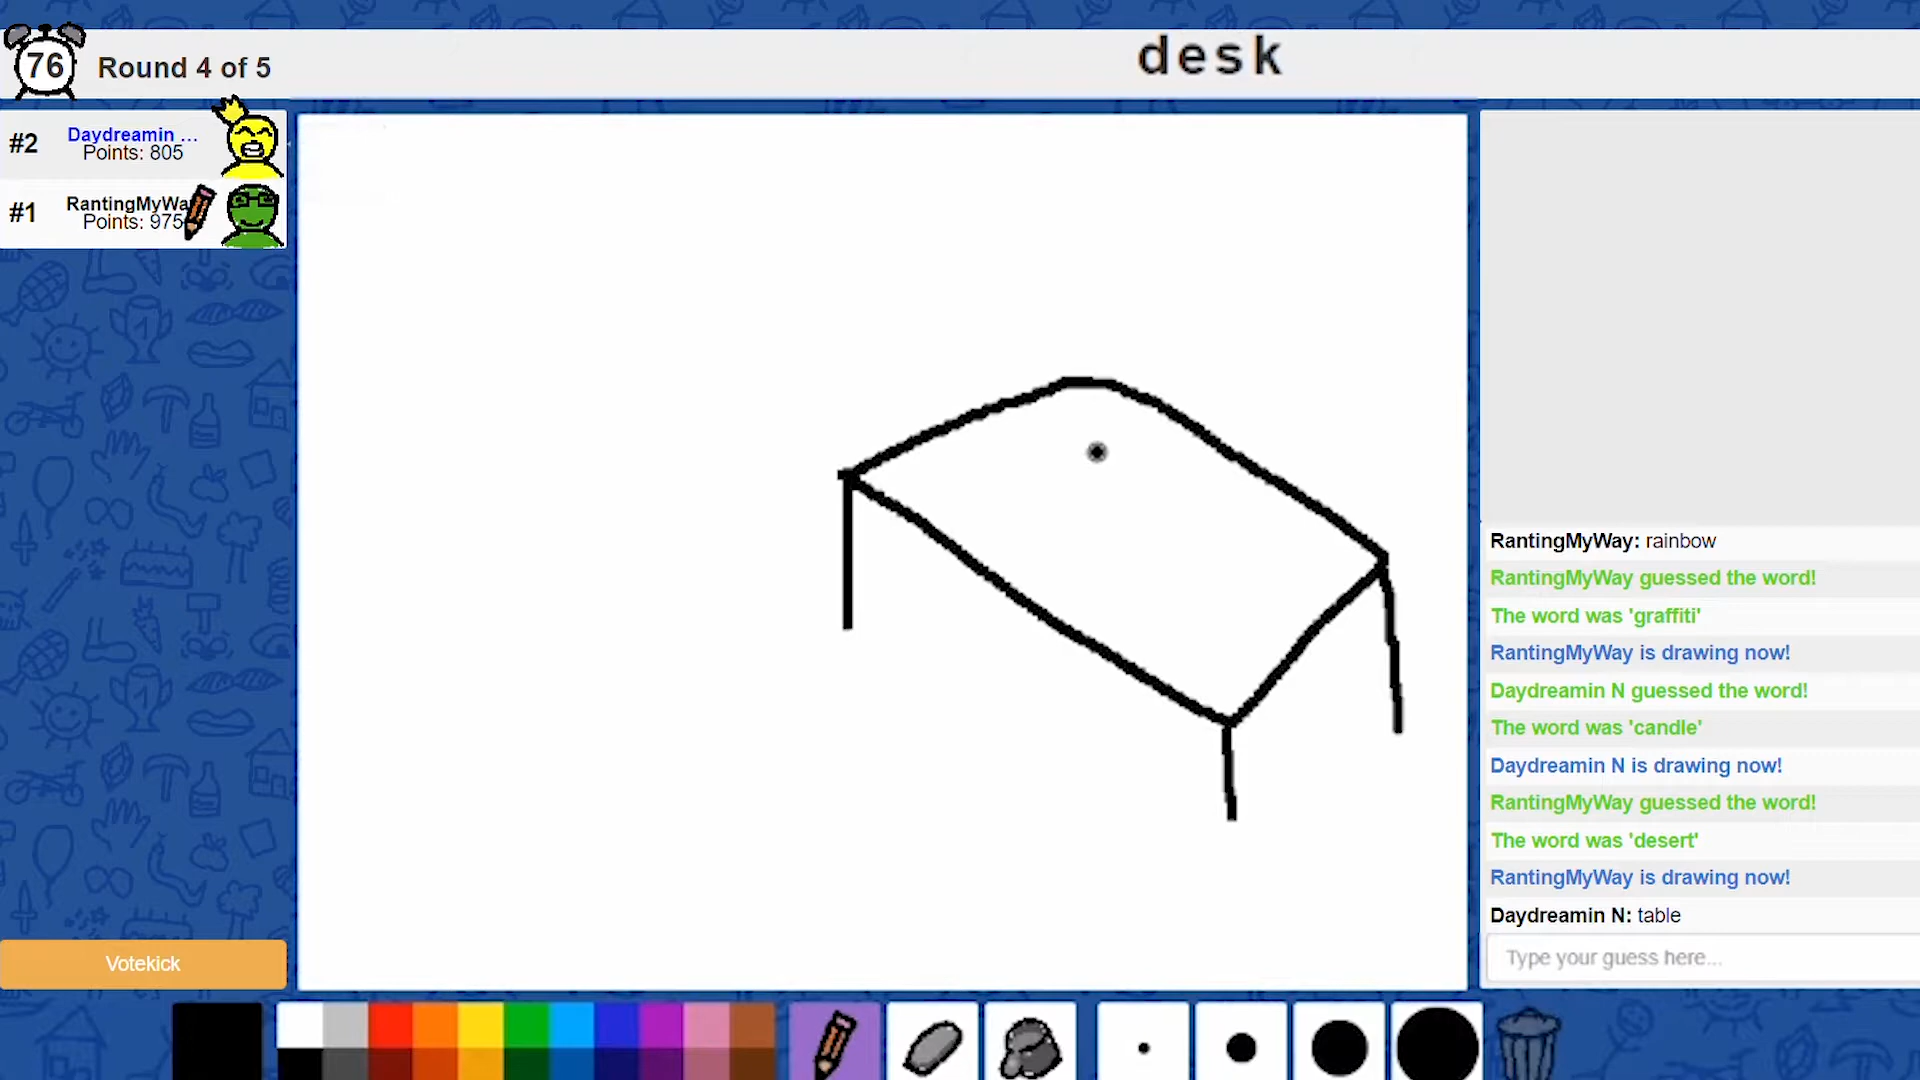 76
Round 4 of 5
desk
#2
Daydreamin ...
Points: 805
#1
RantingMyWa
Points: 975
RantingMyWay: rainbow
RantingMyWay guessed the word!
The word was 'graffiti'
RantingMyWay is drawing now!
Daydreamin N guessed the word!
The word was 'candle'
Daydreamin N is drawing now!
RantingMyWay guessed the word!
The word was 'desert'
RantingMyWay is drawing now!
Daydreamin N: table
Type your guess here...
Votekick